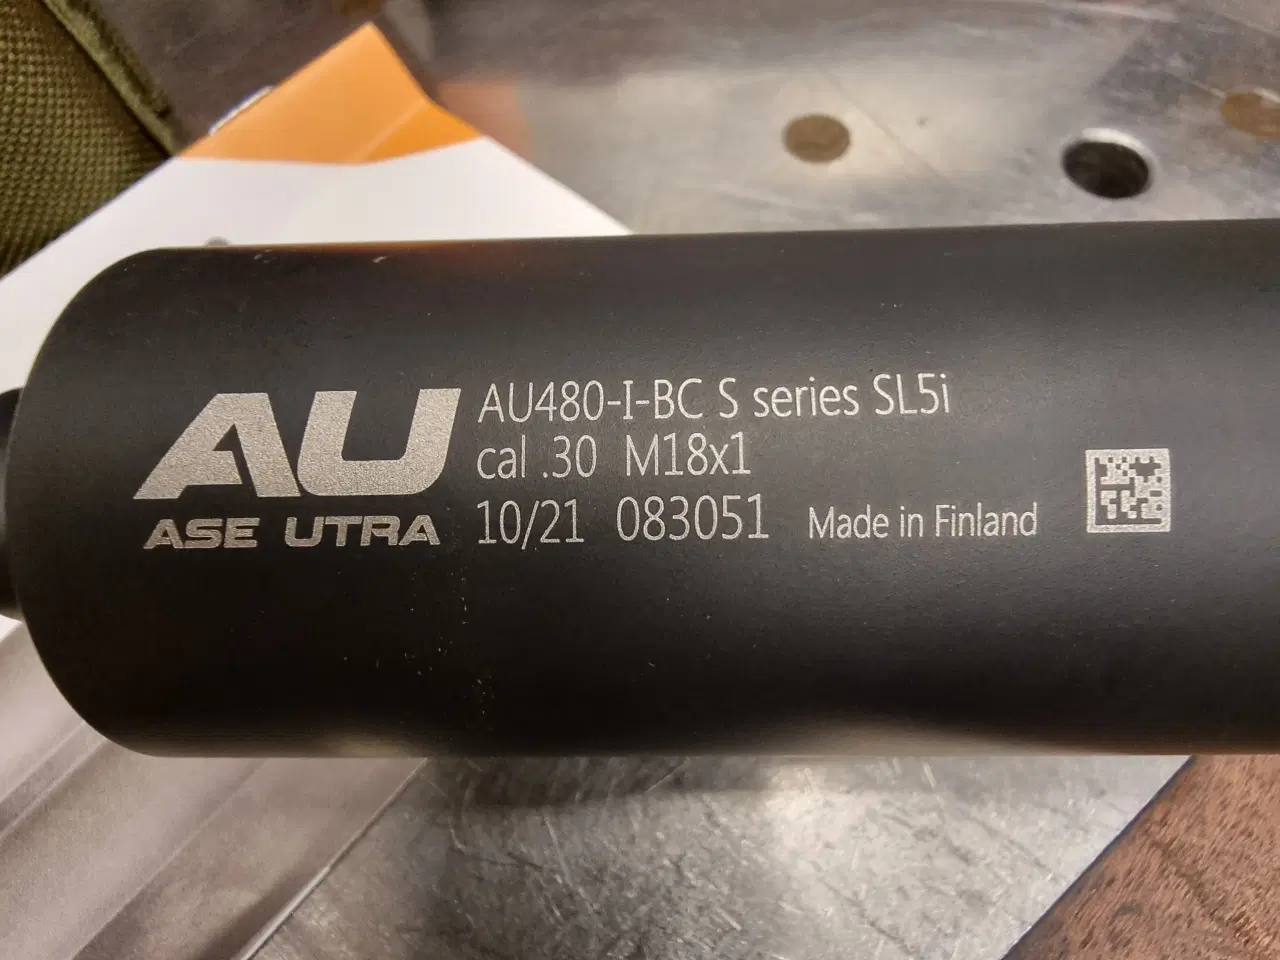 AU
ASE UTRA
AU480-I-BC S series SL5i
cal .30 M18x1
10/21 083051 Made in Finland